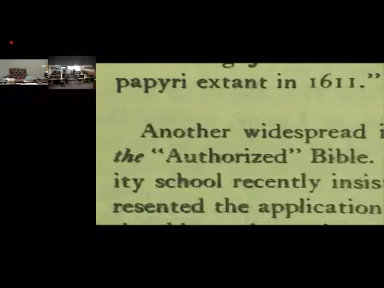 papyri extant in 1611.”
Another widespread
the “Authorized” Bible.
ity school recently insis
resented the application